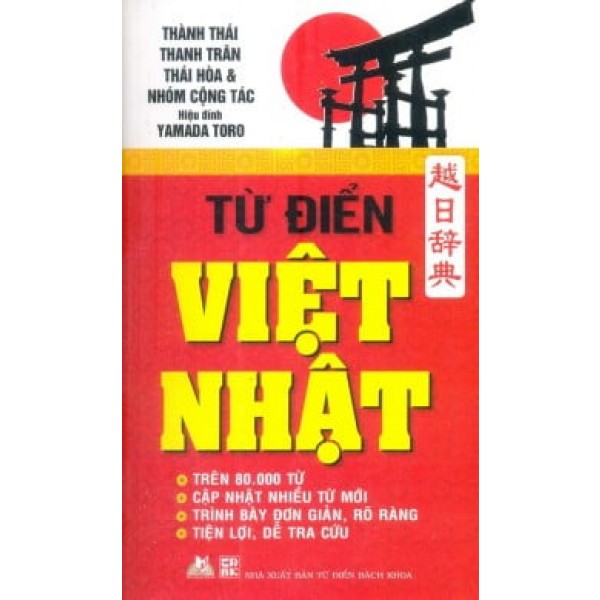 THÀNH THÁI
THANH TRÂN
THÁI HÒA &
NHÓM CỘNG TÁC
Hiệu đính
YAMADA TORO
越日辞典
TỪ ĐIỂN
VIỆT
NHẬT
TRÊN 80.000 TỪ
CẬP NHẬT NHIỀU TỪ MỚI
TRÌNH BÀY ĐƠN GIẢN, RÕ RÀNG
TIỆN LỢI, DỄ TRA CỨU
NHÀ XUẤT BẢN TỪ ĐIỂN BÁCH KHOA